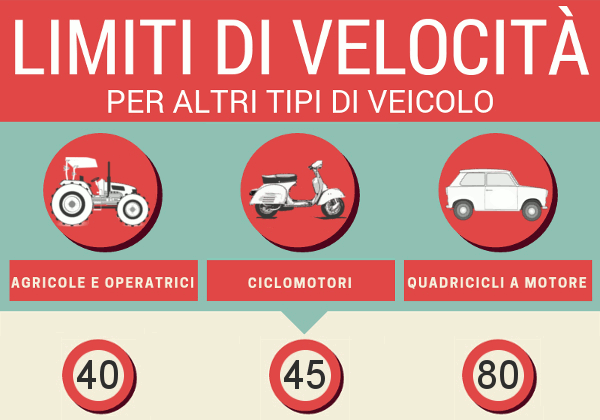 LIMITI DI VELOCITÀ
PER ALTRI TIPI DI VEICOLO
AGRICOLE E OPERATRICI
CICLOMOTORI
QUADRICICLI A MOTORE
40
45
80